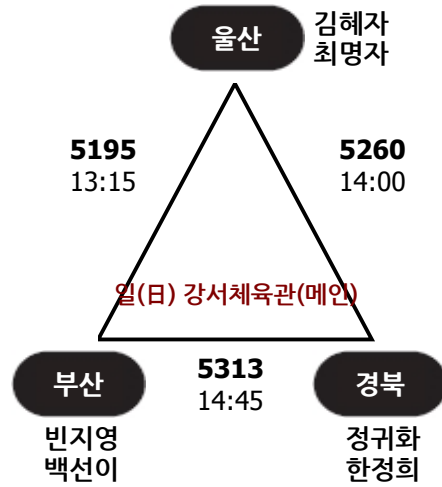 울산
김혜자
최명자
5195
13:15
5260
14:00
일(日) 강서체육관(메인)
부산
5313
14:45
경북
빈지영
백선이
정귀화
한정희